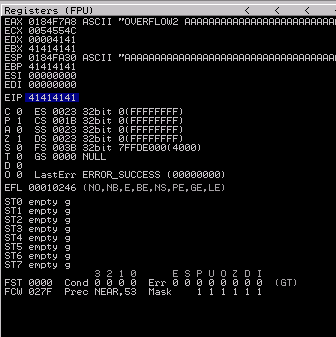 Registers (FPU) < < <
EAX 0184F7A8 ASCII "OVERFLOW2 AAAAAAAAAAAAAAAAAAAAAAAAA
ECX 0054554C
EDX 00004141
EBX 41414141
ESP 0184FA30 ASCII "AAAAAAAAAAAAAAAAAAAAAAAAAAAAAAAAAAA
EBP 41414141
ESI 00000000
EDI 00000000
EIP 41414141
C 0 ES 0023 32bit 0(FFFFFFFF)
P 1 CS 001B 32bit 0(FFFFFFFF)
A 0 SS 0023 32bit 0(FFFFFFFF)
Z 1 DS 0023 32bit 0(FFFFFFFF)
S 0 FS 003B 32bit 7FFDE000(4000)
T 0 GS 0000 NULL
D 0
O 0 LastErr ERROR_SUCCESS (00000000)
EFL 00010246 (NO,NB,E,BE,NS,PE,GE,LE)
ST0 empty g
ST1 empty g
ST2 empty g
ST3 empty g
ST4 empty g
ST5 empty g
ST6 empty g
ST7 empty g
3 2 1 0 E S P U O Z D I
FST 0000 Cond 0 0 0 0 Err 0 0 0 0 0 0 0 0 (GT)
FCW 027F Prec NEAR,53 Mask 1 1 1 1 1 1